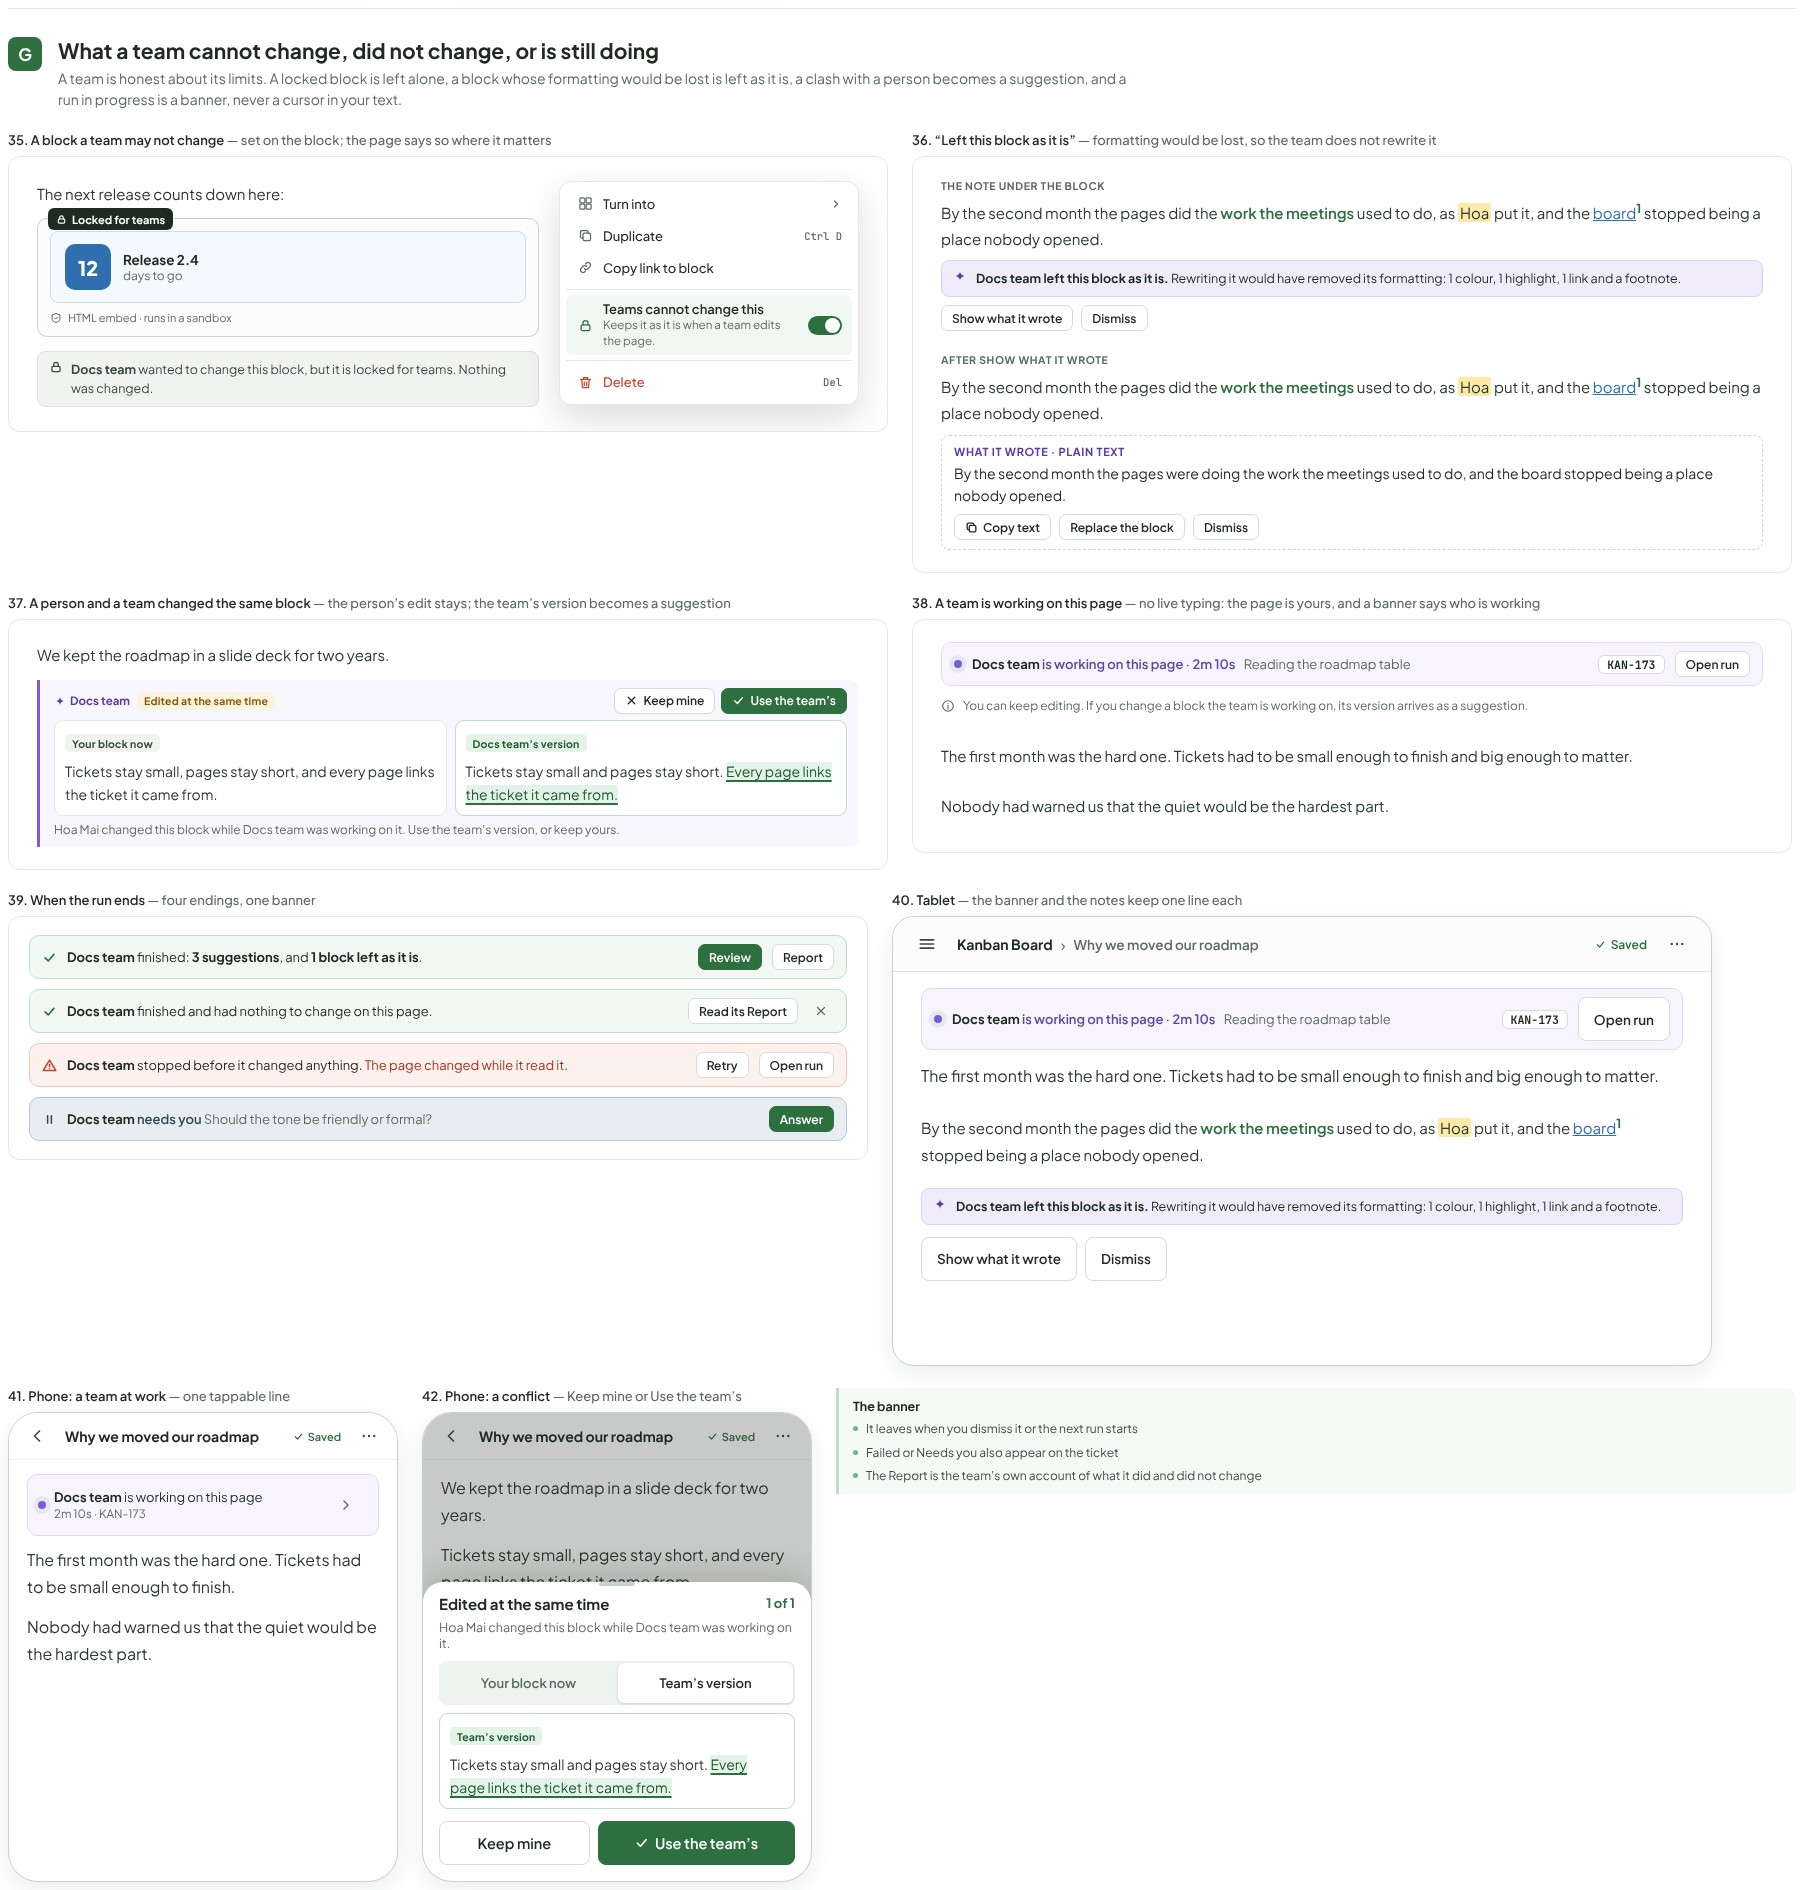 G
What a team cannot change, did not change, or is still doing
A team is honest about its limits. A locked block is left alone, a block whose formatting would be lost is left as it is, a clash with a person becomes a suggestion, and a
run in progress is a banner, never a cursor in your text.
35. A block a team may not change — set on the block; the page says so where it matters
The next release counts down here:
Locked for teams
12
Release 2.4
days to go
HTML embed · runs in a sandbox
Docs team wanted to change this block, but it is locked for teams. Nothing
was changed.
Turn into
Duplicate Ctrl D
Copy link to block
Teams cannot change this
Keeps it as it is when a team edits
the page.
Delete Del
36. “Left this block as it is” — formatting would be lost, so the team does not rewrite it
THE NOTE UNDER THE BLOCK
By the second month the pages did the work the meetings used to do, as Hoa put it, and the board1 stopped being a
place nobody opened.
Docs team left this block as it is. Rewriting it would have removed its formatting: 1 colour, 1 highlight, 1 link and a footnote.
Show what it wrote Dismiss
AFTER SHOW WHAT IT WROTE
By the second month the pages did the work the meetings used to do, as Hoa put it, and the board1 stopped being a
place nobody opened.
WHAT IT WROTE · PLAIN TEXT
By the second month the pages were doing the work the meetings used to do, and the board stopped being a place
nobody opened.
Copy text Replace the block Dismiss
37. A person and a team changed the same block — the person’s edit stays; the team’s version becomes a suggestion
We kept the roadmap in a slide deck for two years.
Docs team Edited at the same time Keep mine Use the team’s
Your block now
Tickets stay small, pages stay short, and every page links
the ticket it came from.
Docs team’s version
Tickets stay small and pages stay short. Every page links
the ticket it came from.
Hoa Mai changed this block while Docs team was working on it. Use the team’s version, or keep yours.
38. A team is working on this page — no live typing: the page is yours, and a banner says who is working
Docs team is working on this page · 2m 10s Reading the roadmap table KAN-173 Open run
You can keep editing. If you change a block the team is working on, its version arrives as a suggestion.
The first month was the hard one. Tickets had to be small enough to finish and big enough to matter.
Nobody had warned us that the quiet would be the hardest part.
39. When the run ends — four endings, one banner
Docs team finished: 3 suggestions, and 1 block left as it is. Review Report
Docs team finished and had nothing to change on this page. Read its Report
Docs team stopped before it changed anything. The page changed while it read it. Retry Open run
Docs team needs you Should the tone be friendly or formal? Answer
40. Tablet — the banner and the notes keep one line each
Kanban Board › Why we moved our roadmap Saved
Docs team is working on this page · 2m 10s Reading the roadmap table KAN-173 Open run
The first month was the hard one. Tickets had to be small enough to finish and big enough to matter.
By the second month the pages did the work the meetings used to do, as Hoa put it, and the board1
stopped being a place nobody opened.
Docs team left this block as it is. Rewriting it would have removed its formatting: 1 colour, 1 highlight, 1 link and a footnote.
Show what it wrote Dismiss
41. Phone: a team at work — one tappable line
Why we moved our roadmap Saved
Docs team is working on this page
2m 10s · KAN-173
The first month was the hard one. Tickets had
to be small enough to finish.
Nobody had warned us that the quiet would be
the hardest part.
42. Phone: a conflict — Keep mine or Use the team’s
Why we moved our roadmap Saved
We kept the roadmap in a slide deck for two
years.
Tickets stay small, pages stay short, and every
page links the ticket it came from.
Edited at the same time 1 of 1
Hoa Mai changed this block while Docs team was working on
it.
Your block now Team’s version
Team’s version
Tickets stay small and pages stay short. Every
page links the ticket it came from.
Keep mine Use the team’s
The banner
It leaves when you dismiss it or the next run starts
Failed or Needs you also appear on the ticket
The Report is the team’s own account of what it did and did not change